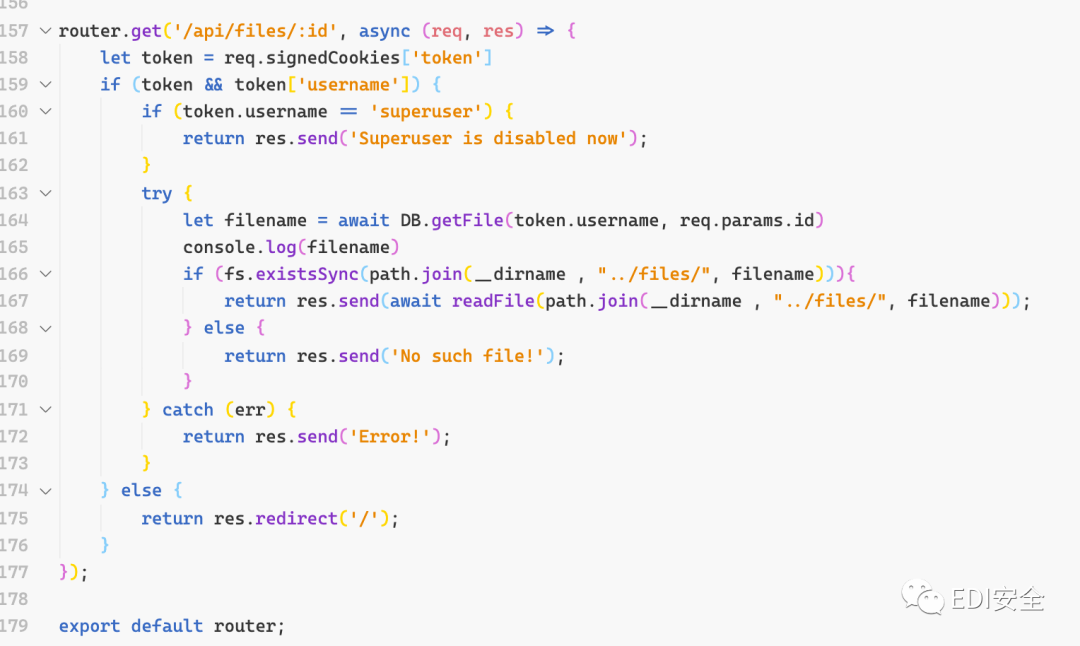 156
157 router.get('/api/files/:id', async (req, res) => {
158     let token = req.signedCookies['token']
159     if (token && token['username']) {
160         if (token.username == 'superuser') {
161             return res.send('Superuser is disabled now');
162         }
163         try {
164             let filename = await DB.getFile(token.username, req.params.id)
165             console.log(filename)
166             if (fs.existsSync(path.join(__dirname , "../files/", filename))){
167                 return res.send(await readFile(path.join(__dirname , "../files/", filename)));
168             } else {
169                 return res.send('No such file!');
170             }
171         } catch (err) {
172             return res.send('Error!');
173         }
174     } else {
175         return res.redirect('/');
176     }
177 });
178
179 export default router;
EDI安全